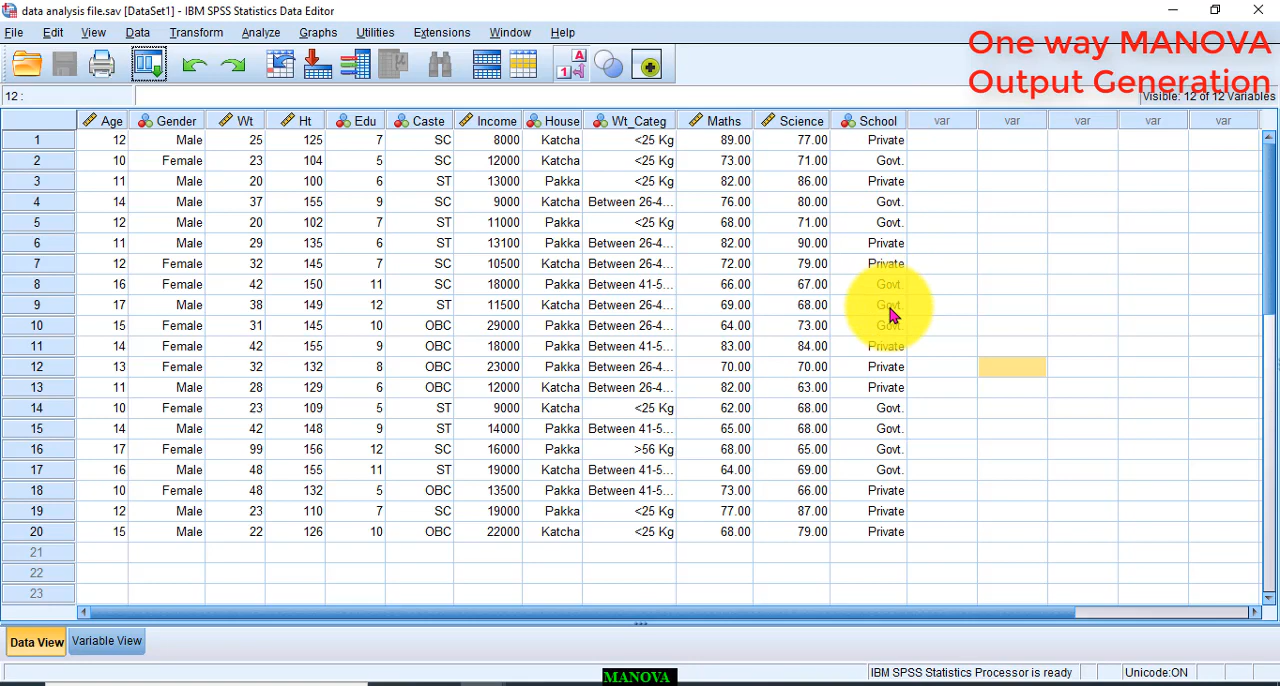 data analysis file.sav [DataSet1] - IBM SPSS Statistics Data Editor
File Edit View Data Transform Analyze Graphs Utilities Extensions Window Help
One way MANOVA
Output Generation
12 :
Visible: 12 of 12 Variables
Age Gender Wt Ht Edu Caste Income House Wt_Categ Maths Science School var var var var var
1 12 Male 25 125 7 SC 8000 Katcha <25 Kg 89.00 77.00 Private
2 10 Female 23 104 5 SC 12000 Katcha <25 Kg 73.00 71.00 Govt.
3 11 Male 20 100 6 ST 13000 Pakka <25 Kg 82.00 86.00 Private
4 14 Male 37 155 9 SC 9000 Katcha Between 26-4... 76.00 80.00 Govt.
5 12 Male 20 102 7 ST 11000 Pakka <25 Kg 68.00 71.00 Govt.
6 11 Male 29 135 6 ST 13100 Pakka Between 26-4... 82.00 90.00 Private
7 12 Female 32 145 7 SC 10500 Katcha Between 26-4... 72.00 79.00 Private
8 16 Female 42 150 11 SC 18000 Katcha Between 41-5... 66.00 67.00 Govt.
9 17 Male 38 149 12 ST 11500 Katcha Between 26-4... 69.00 68.00 Govt.
10 15 Female 31 145 10 OBC 29000 Pakka Between 26-4... 64.00 73.00 Govt.
11 14 Female 42 155 9 OBC 18000 Pakka Between 41-5... 83.00 84.00 Private
12 13 Female 32 132 8 OBC 23000 Pakka Between 26-4... 70.00 70.00 Private
13 11 Male 28 129 6 OBC 12000 Katcha Between 26-4... 82.00 63.00 Private
14 10 Female 23 109 5 ST 9000 Katcha <25 Kg 62.00 68.00 Govt.
15 14 Male 42 148 9 ST 14000 Pakka Between 41-5... 65.00 68.00 Govt.
16 17 Female 99 156 12 SC 16000 Pakka >56 Kg 68.00 65.00 Govt.
17 16 Male 48 155 11 ST 19000 Katcha Between 41-5... 64.00 69.00 Govt.
18 10 Female 48 132 5 OBC 13500 Pakka Between 41-5... 73.00 66.00 Private
19 12 Male 23 110 7 SC 19000 Pakka <25 Kg 77.00 87.00 Private
20 15 Male 22 126 10 OBC 22000 Katcha <25 Kg 68.00 79.00 Private
21
22
23
Data View Variable View
IBM SPSS Statistics Processor is ready Unicode:ON
MANOVA